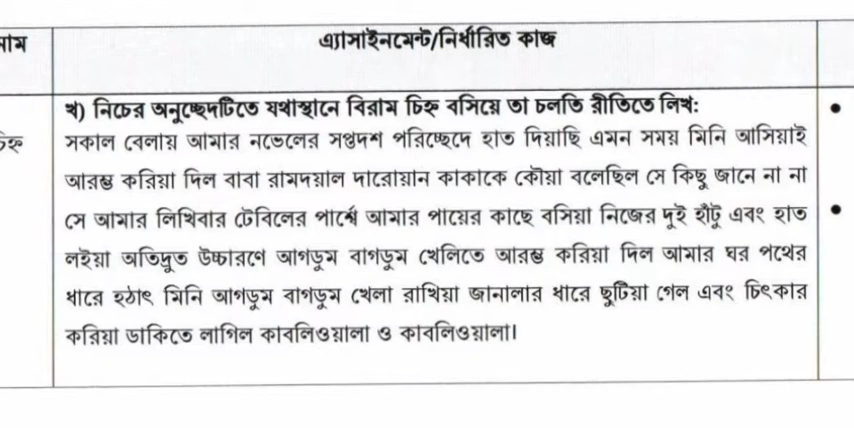 নাম
এ্যাসাইনমেন্ট/নির্ধারিত কাজ
চিহ্ন
খ) নিচের অনুচ্ছেদটিতে যথাস্থানে বিরাম চিহ্ন বসিয়ে তা চলতি রীতিতে লিখ:
সকাল বেলায় আমার নভেলের সপ্তদশ পরিচ্ছেদে হাত দিয়াছি এমন সময় মিনি আসিয়াই
আরম্ভ করিয়া দিল বাবা রামদয়াল দারোয়ান কাকাকে কৌয়া বলেছিল সে কিছু জানে না না
সে আমার লিখিবার টেবিলের পার্শ্বে আমার পায়ের কাছে বসিয়া নিজের দুই হাঁটু এবং হাত
লইয়া অতিদ্রুত উচ্চারণে আগডুম বাগডুম খেলিতে আরম্ভ করিয়া দিল আমার ঘর পথের
ধারে হঠাৎ মিনি আগডুম বাগডুম খেলা রাখিয়া জানালার ধারে ছুটিয়া গেল এবং চিৎকার
করিয়া ডাকিতে লাগিল কাবলিওয়ালা ও কাবলিওয়ালা।